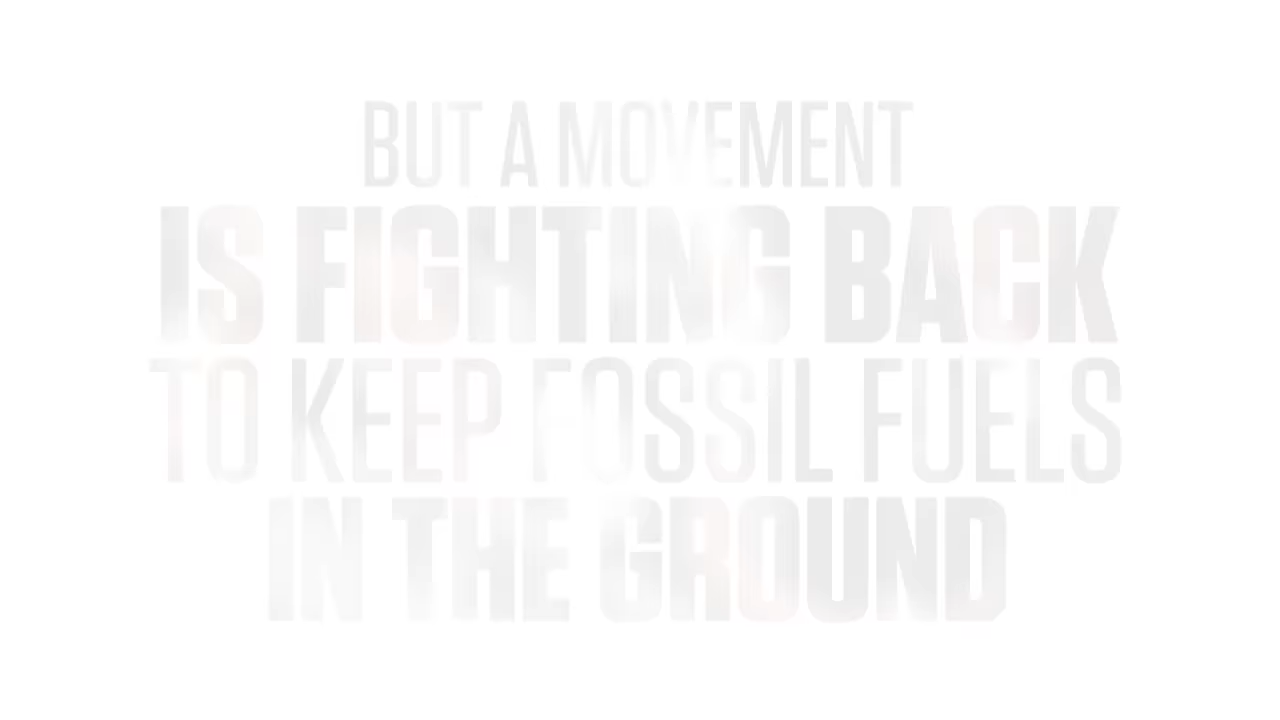 BUT A MOVEMENT
IS FIGHTING BACK
TO KEEP FOSSIL FUELS
IN THE GROUND